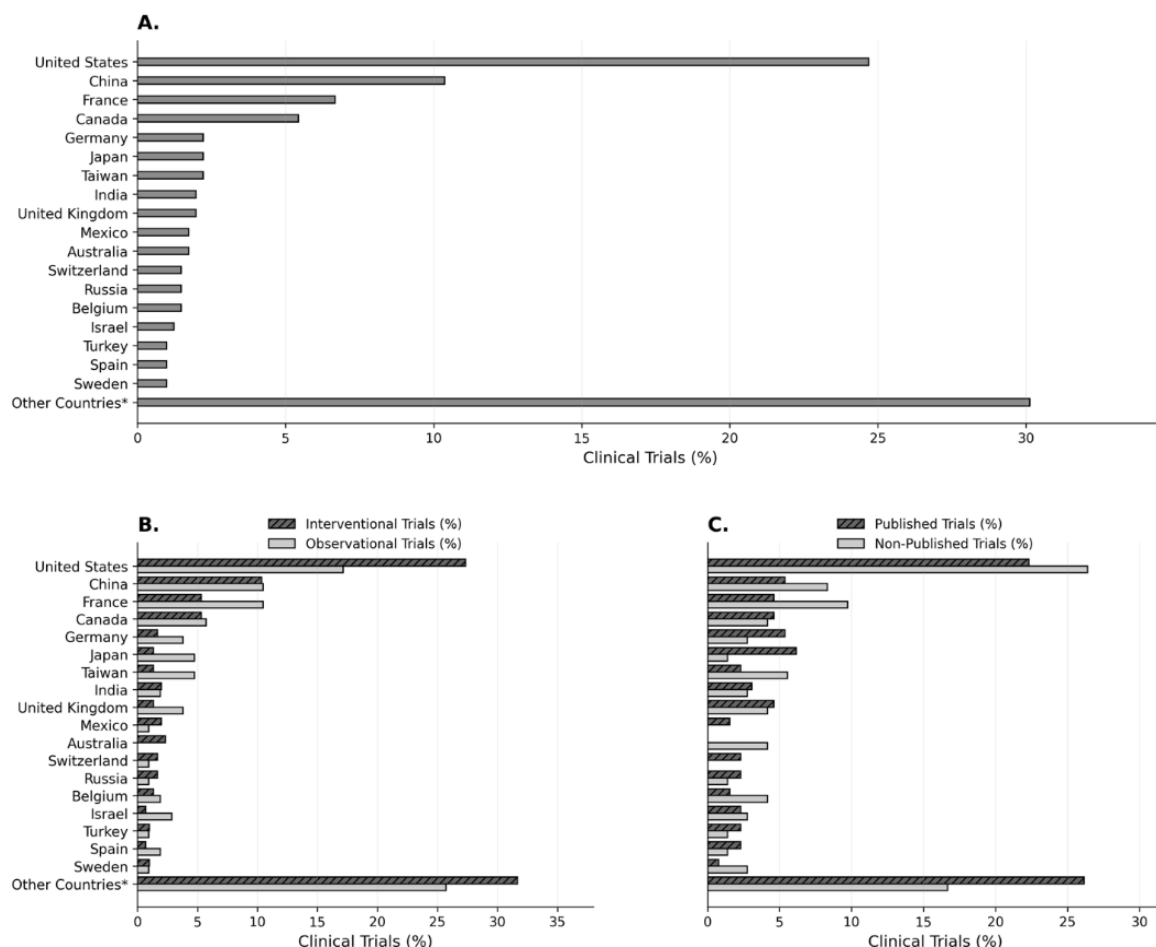 A.
United States
China
France
Canada
Germany
Japan
Taiwan
India
United Kingdom
Mexico
Australia
Switzerland
Russia
Belgium
Israel
Turkey
Spain
Sweden
Other Countries*
0 5 10 15 20 25 30
Clinical Trials (%)
B.
Interventional Trials (%)
Observational Trials (%)
United States
China
France
Canada
Germany
Japan
Taiwan
India
United Kingdom
Mexico
Australia
Switzerland
Russia
Belgium
Israel
Turkey
Spain
Sweden
Other Countries*
0 5 10 15 20 25 30 35
Clinical Trials (%)
C.
Published Trials (%)
Non-Published Trials (%)
0 5 10 15 20 25 30
Clinical Trials (%)